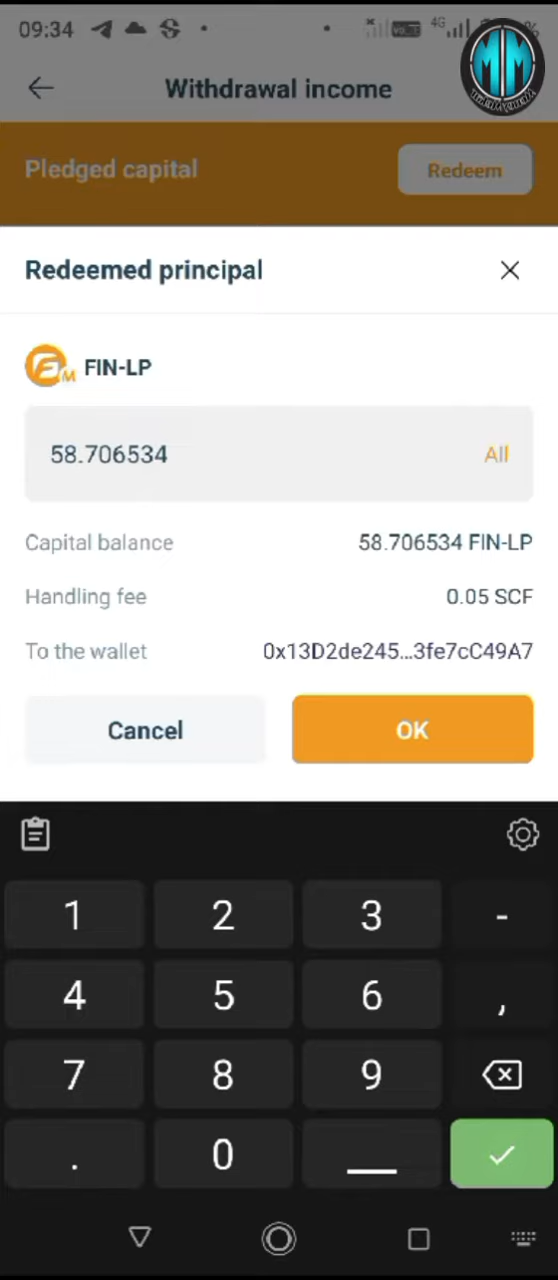 09:34
4G
%
Withdrawal income
Pledged capital
Redeem
Redeemed principal
FIN-LP
58.706534
All
Capital balance
58.706534 FIN-LP
Handling fee
0.05 SCF
To the wallet
0x13D2de245...3fe7cC49A7
Cancel
OK
1 2 3 -
4 5 6 ,
7 8 9
. 0